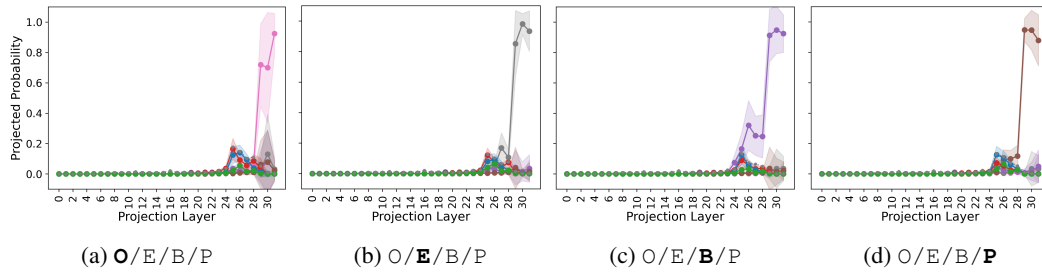 Projected Probability
1.0
0.8
0.6
0.4
0.2
0.0
0 2 4 6 8 10 12 14 16 18 20 22 24 26 28 30
0 2 4 6 8 10 12 14 16 18 20 22 24 26 28 30
0 2 4 6 8 10 12 14 16 18 20 22 24 26 28 30
0 2 4 6 8 10 12 14 16 18 20 22 24 26 28 30
Projection Layer Projection Layer Projection Layer Projection Layer
(a) O/E/B/P (b) O/E/B/P (c) O/E/B/P (d) O/E/B/P